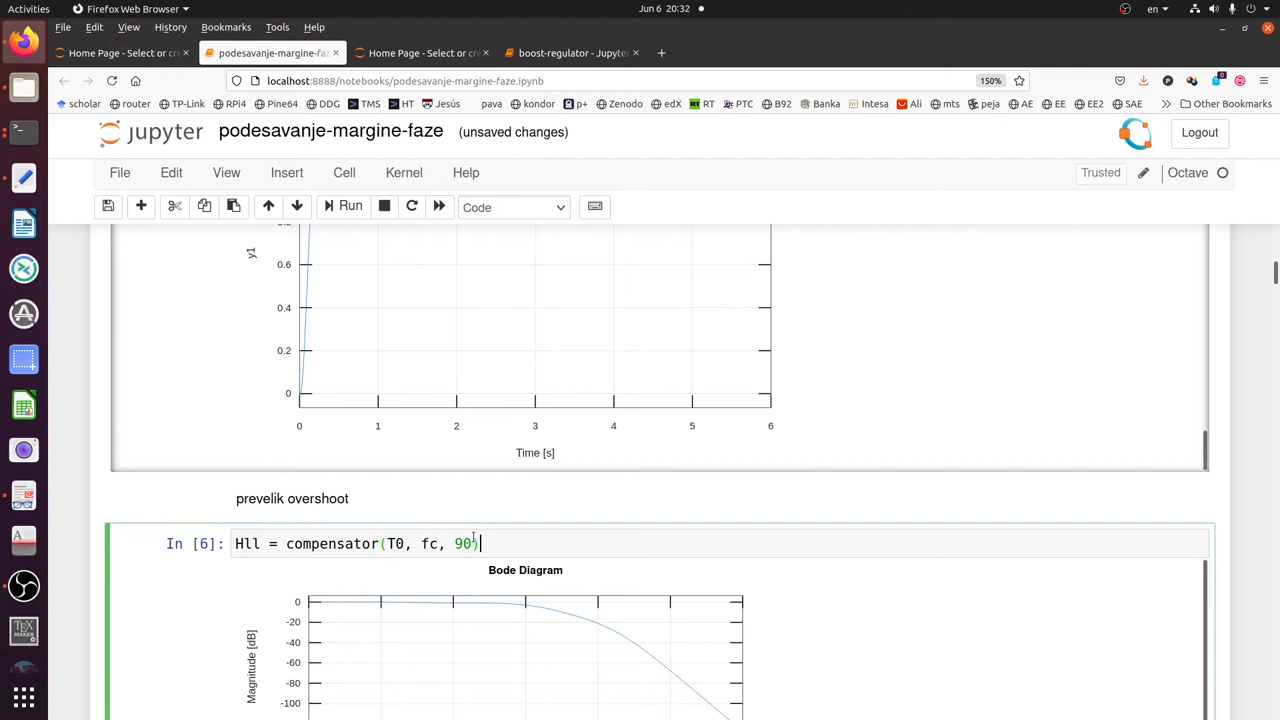 Activities
Firefox Web Browser
Jun 6 20:32
en
File Edit View History Bookmarks Tools Help
Home Page - Select or cre
podesavanje-margine-faze
Home Page - Select or cre
boost-regulator - Jupyter
localhost:8888/notebooks/podesavanje-margine-faze.ipynb
150%
scholar router TP-Link RPi4 Pine64 DDG TMS HT Jesús pava kondor p+ Zenodo edX RT PTC B92 Banka Intesa Ali mts peja AE EE EE2 SAE Other Bookmarks
jupyter podesavanje-margine-faze (unsaved changes)
Logout
File Edit View Insert Cell Kernel Help
Trusted
Octave
Run
Code
y1
0.6
0.4
0.2
0
0 1 2 3 4 5 6
Time [s]
prevelik overshoot
In [6]: Hll = compensator(T0, fc, 90)
Bode Diagram
Magnitude [dB]
0
-20
-40
-60
-80
-100